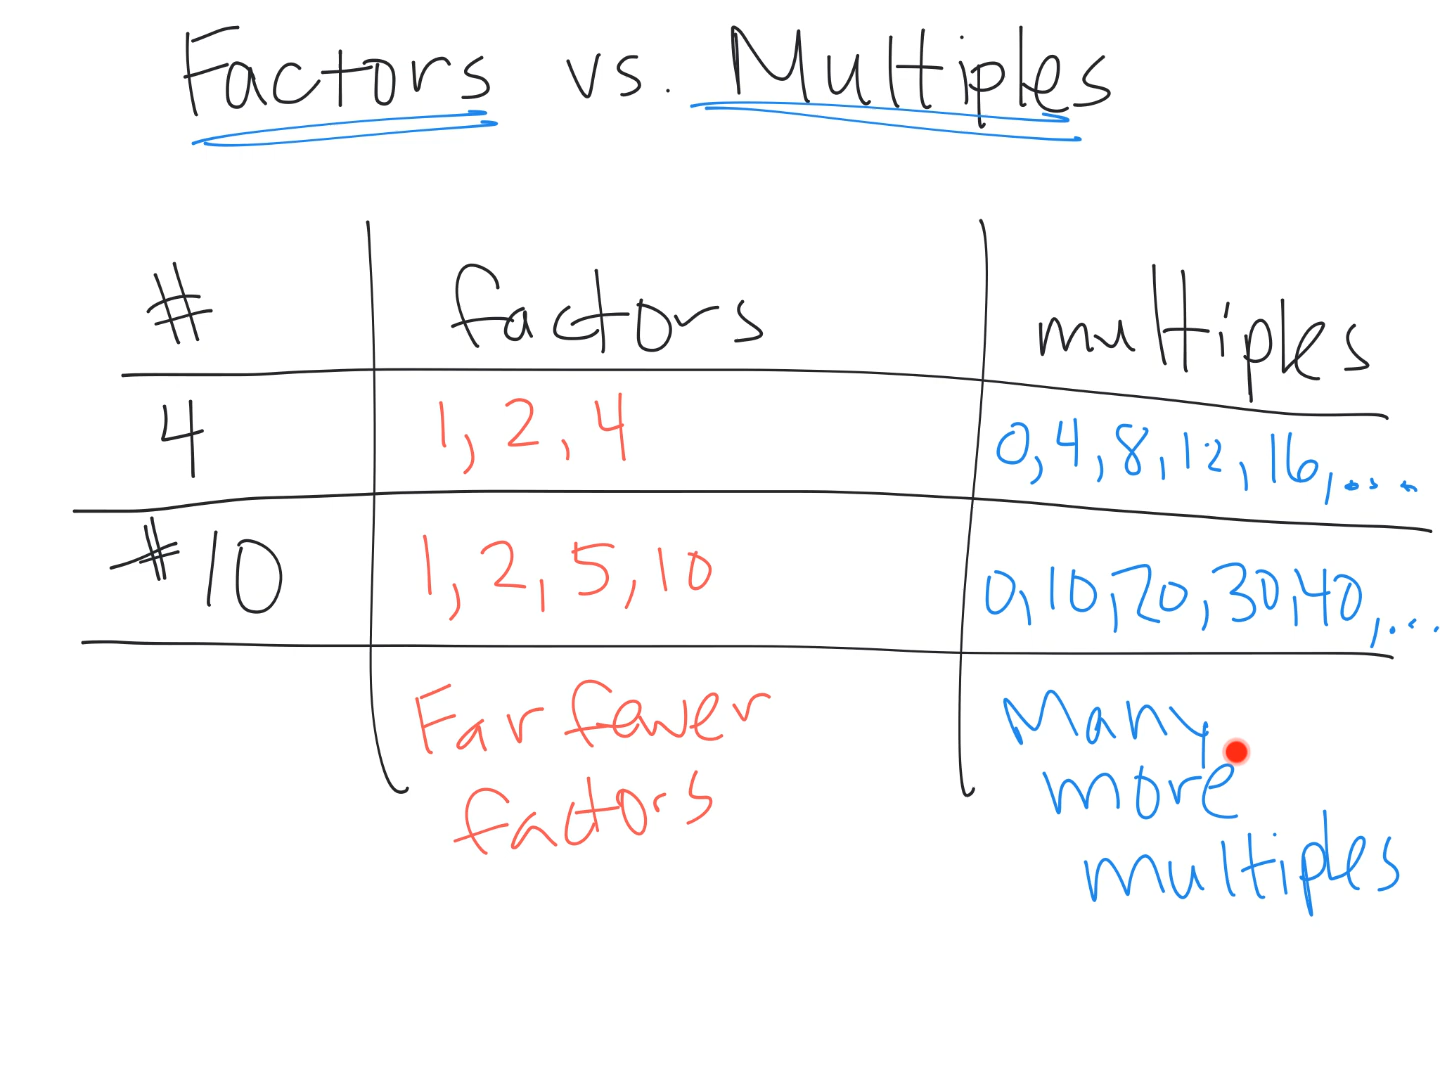 Factors vs. Multiples
# factors multiples
4 1, 2, 4 0, 4, 8, 12, 16, ....
#10 1, 2, 5, 10 0, 10, 20, 30, 40, ...
Far fewer
factors
Many
more
multiples